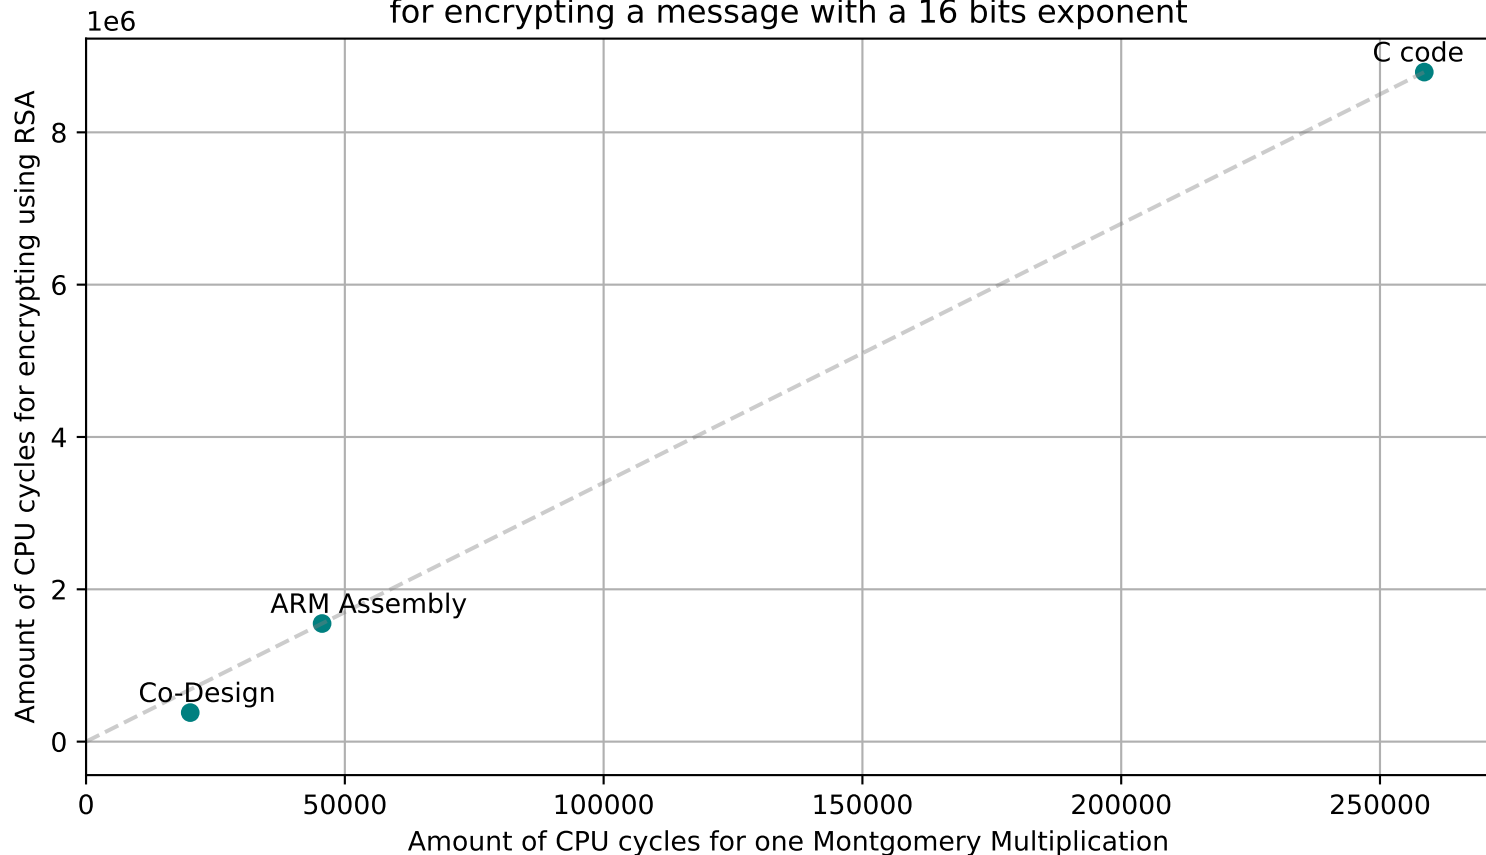 for encrypting a message with a 16 bits exponent
1e6
C code
8
6
4
2
0
Amount of CPU cycles for encrypting using RSA
ARM Assembly
Co-Design
0 50000 100000 150000 200000 250000
Amount of CPU cycles for one Montgomery Multiplication